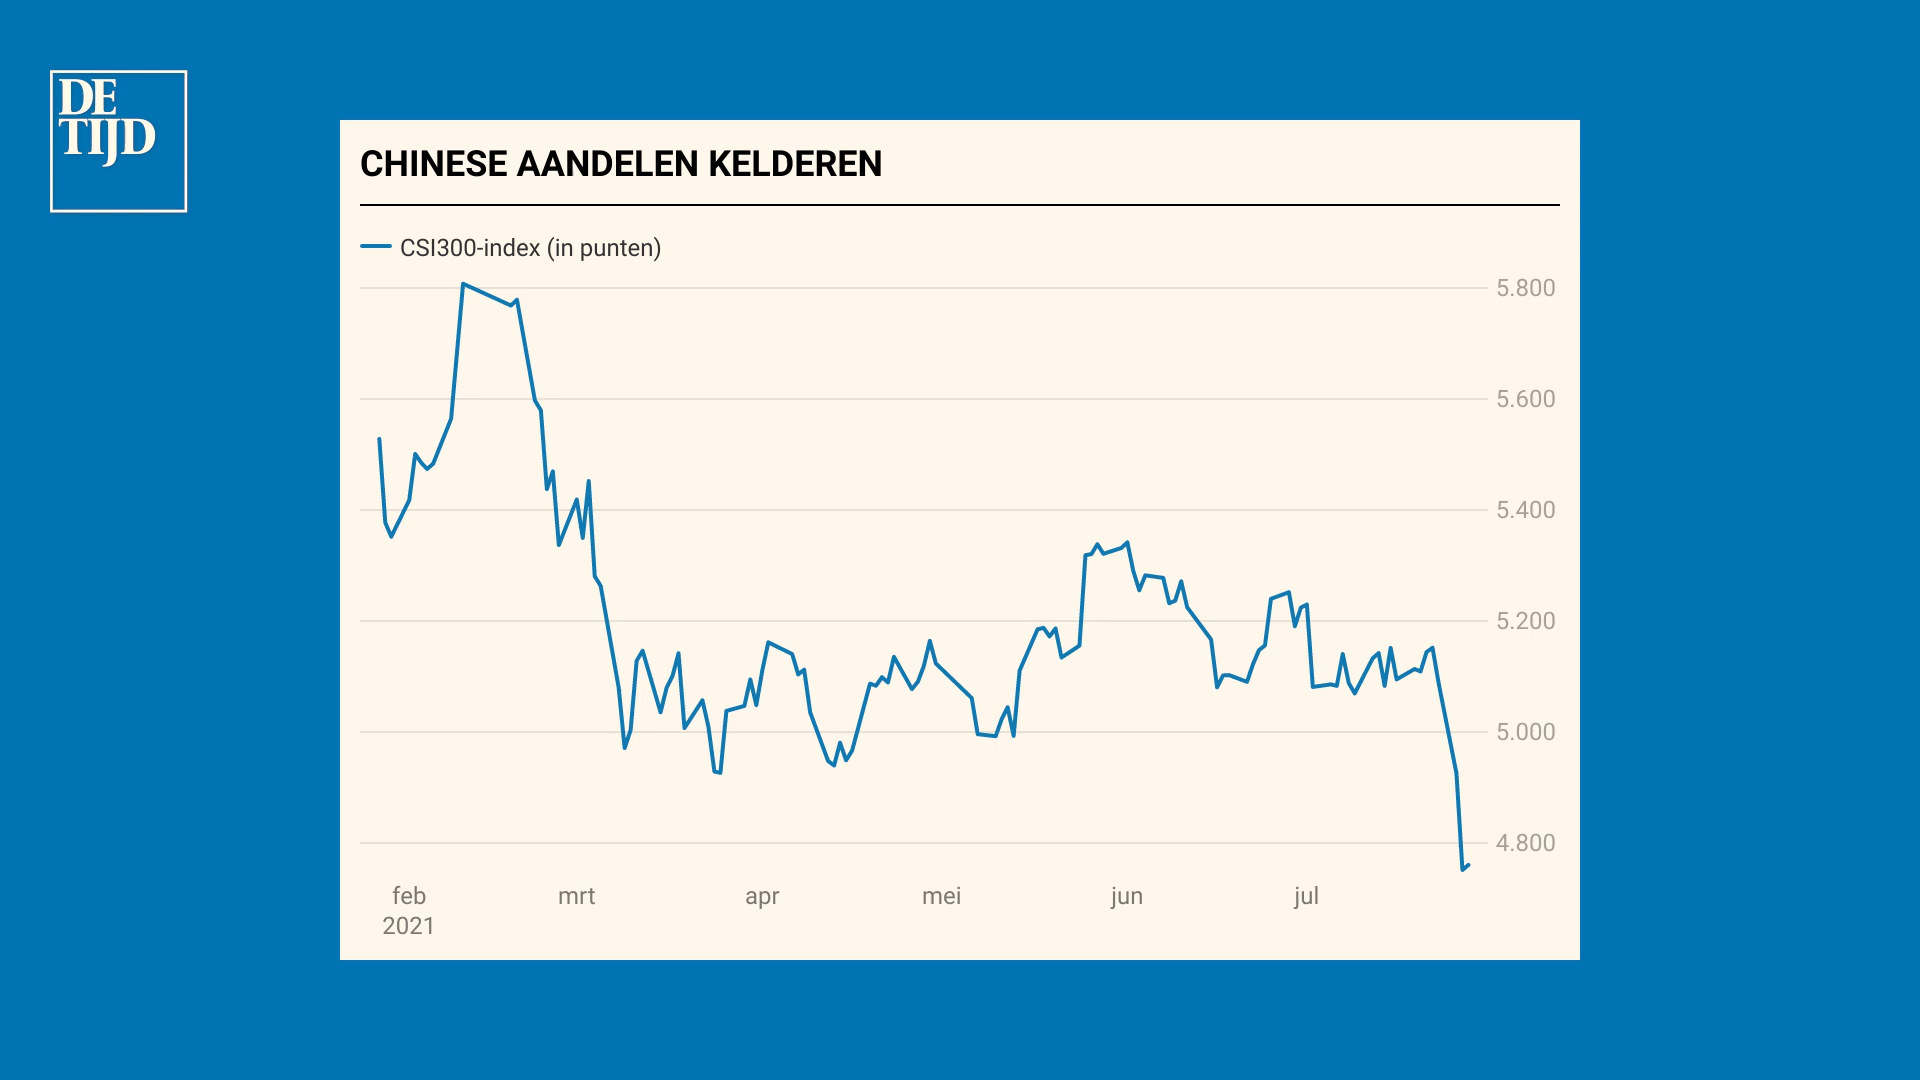 DE
TIJD
CHINESE AANDELEN KELDEREN
CSI300-index (in punten)
5.800
5.600
5.400
5.200
5.000
4.800
feb mrt apr mei jun jul
2021